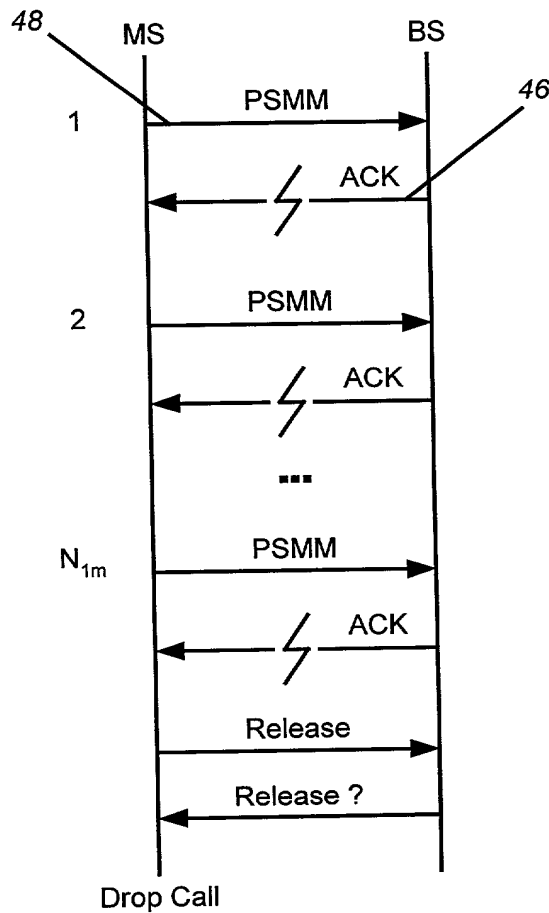 48
MS
BS
PSMM
46
1
ACK
PSMM
2
ACK
...
PSMM
N1m
ACK
Release
Release ?
Drop Call